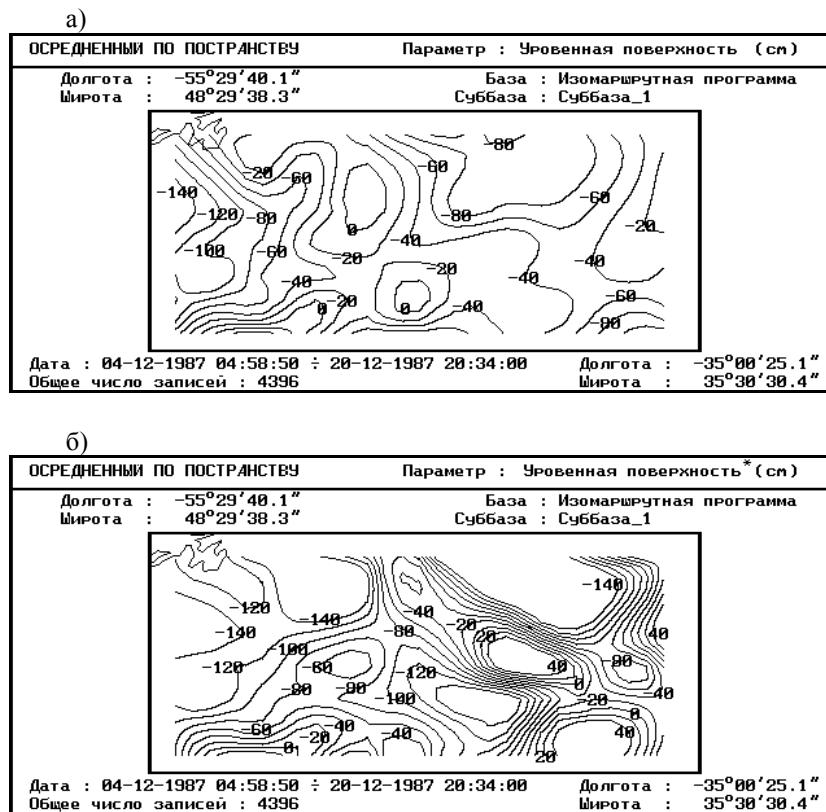 а)
ОСРЕДНЕННЫЙ ПО ПОСТРАНСТВУ Параметр : Уровенная поверхность (cm)
Долгота : -55°29'40.1" База : Изомаршрутная программа
Широта : 48°29'38.3" Суббаза : Суббаза_1
-80
-60
-20 -60
-140 -60
-120 -80 -80
-20
0
-40
-100 -60
-20 -40
-20
-40 -40
-60
0 -20 0 -40
-80
Дата : 04-12-1987 04:58:50 ÷ 20-12-1987 20:34:00 Долгота : -35°00'25.1"
Общее число записей : 4396 Широта : 35°30'30.4"
б)
ОСРЕДНЕННЫЙ ПО ПОСТРАНСТВУ Параметр : Уровенная поверхность*(cm)
Долгота : -55°29'40.1" База : Изомаршрутная программа
Широта : 48°29'38.3" Суббаза : Суббаза_1
-140
-120 -40
-140 -20
-140 -80 20 40
-100
-120 -60 -120 40 -80
-80 -80 -100 0 -40
-20
0
-60 -40 -40 40
-20
0 20
Дата : 04-12-1987 04:58:50 ÷ 20-12-1987 20:34:00 Долгота : -35°00'25.1"
Общее число записей : 4396 Широта : 35°30'30.4"